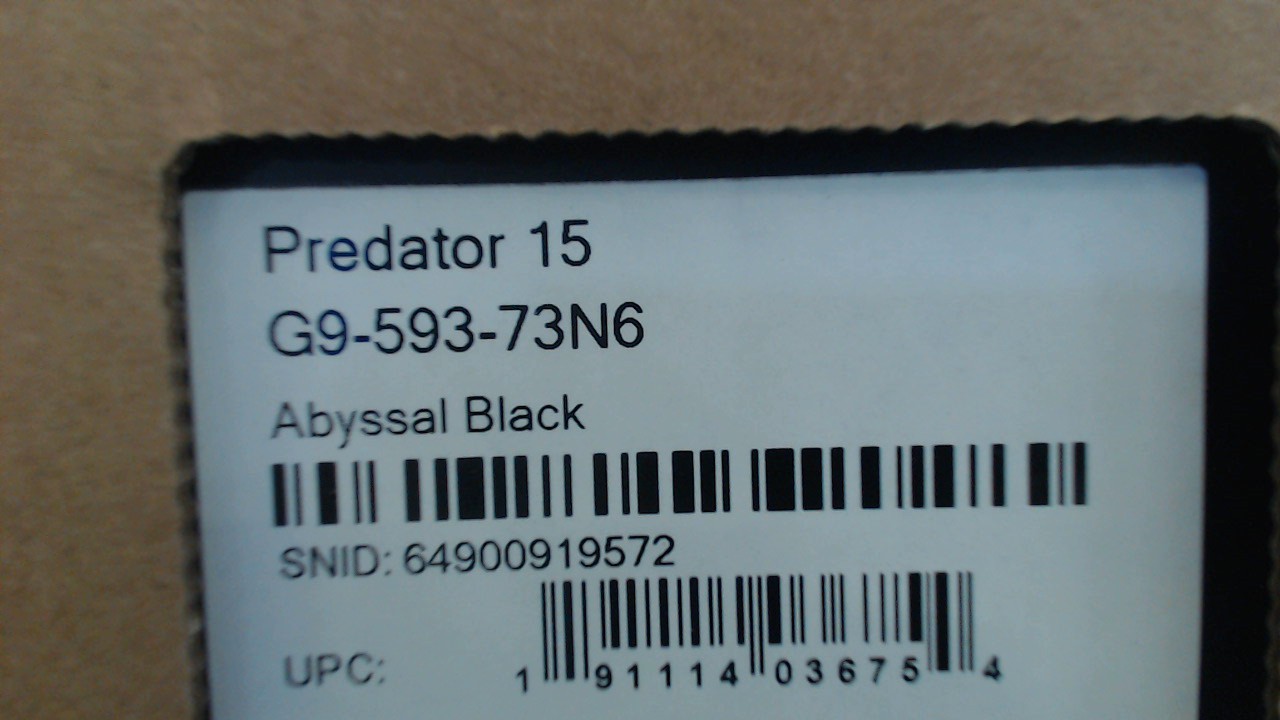 Predator 15
G9-593-73N6
Abyssal Black
SNID: 64900919572
UPC: 1 91114 03675 4